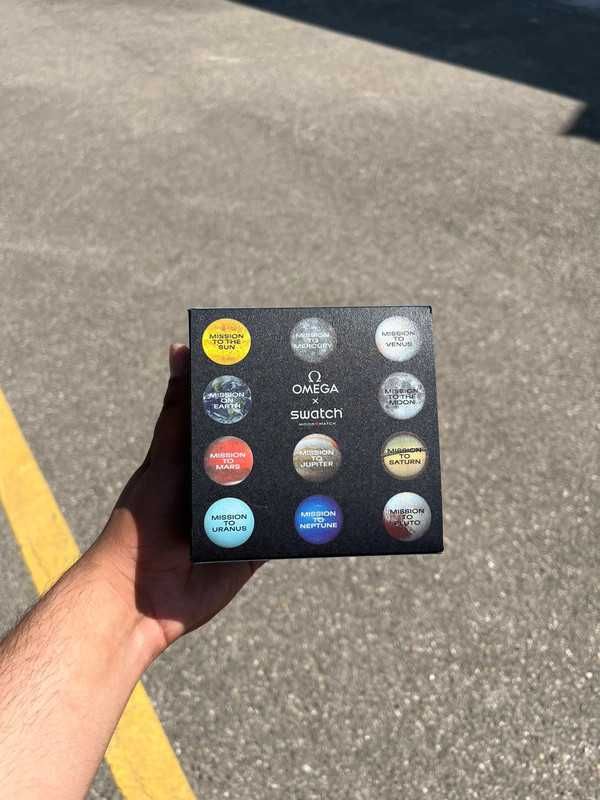 MISSION
TO THE
SUN
MISSION
TO
MERCURY
MISSION
TO
VENUS
MISSION
ON
EARTH
Ω
OMEGA
×
swatch
MOONSWATCH
MISSION
TO THE
MOON
MISSION
TO
MARS
MISSION
TO
JUPITER
MISSION
TO
SATURN
MISSION
TO
URANUS
MISSION
TO
NEPTUNE
MISSION
TO
PLUTO